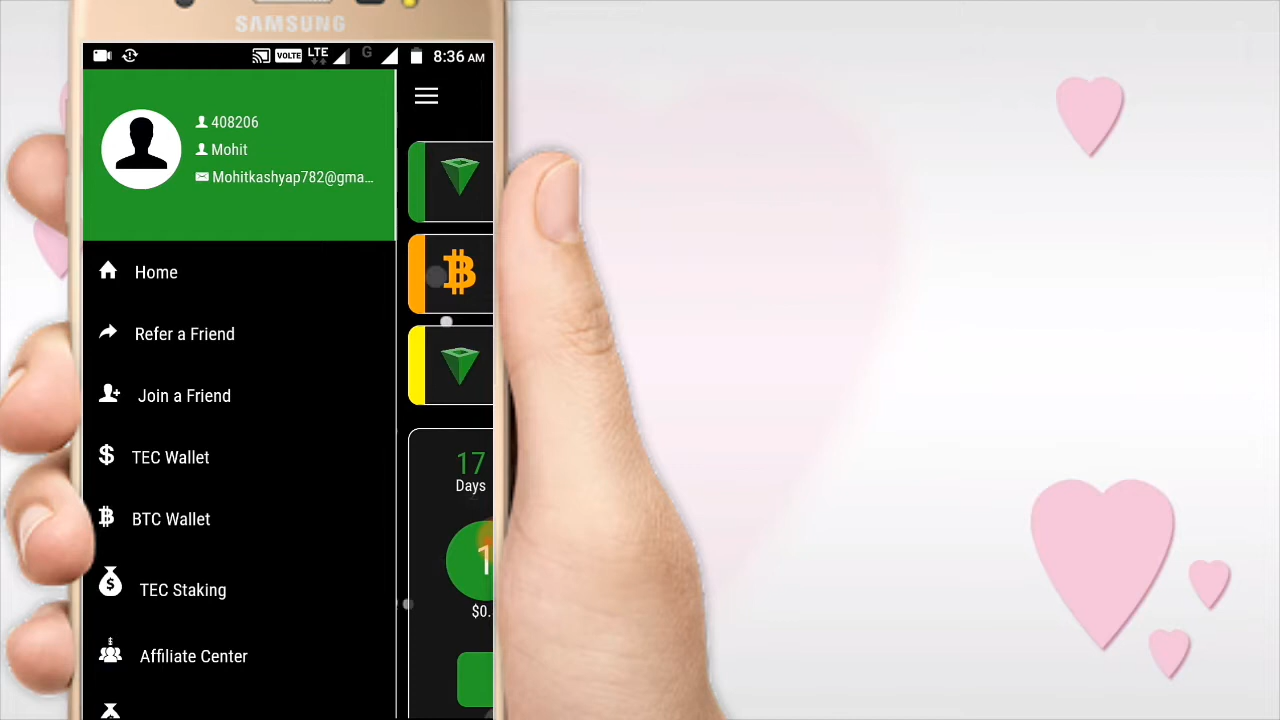 SAMSUNG
VOLTE LTE G 8:36 AM
408206
Mohit
Mohitkashyap782@gma...
Home
Refer a Friend
Join a Friend
TEC Wallet
BTC Wallet
TEC Staking
Affiliate Center
17
Days
1
$0.